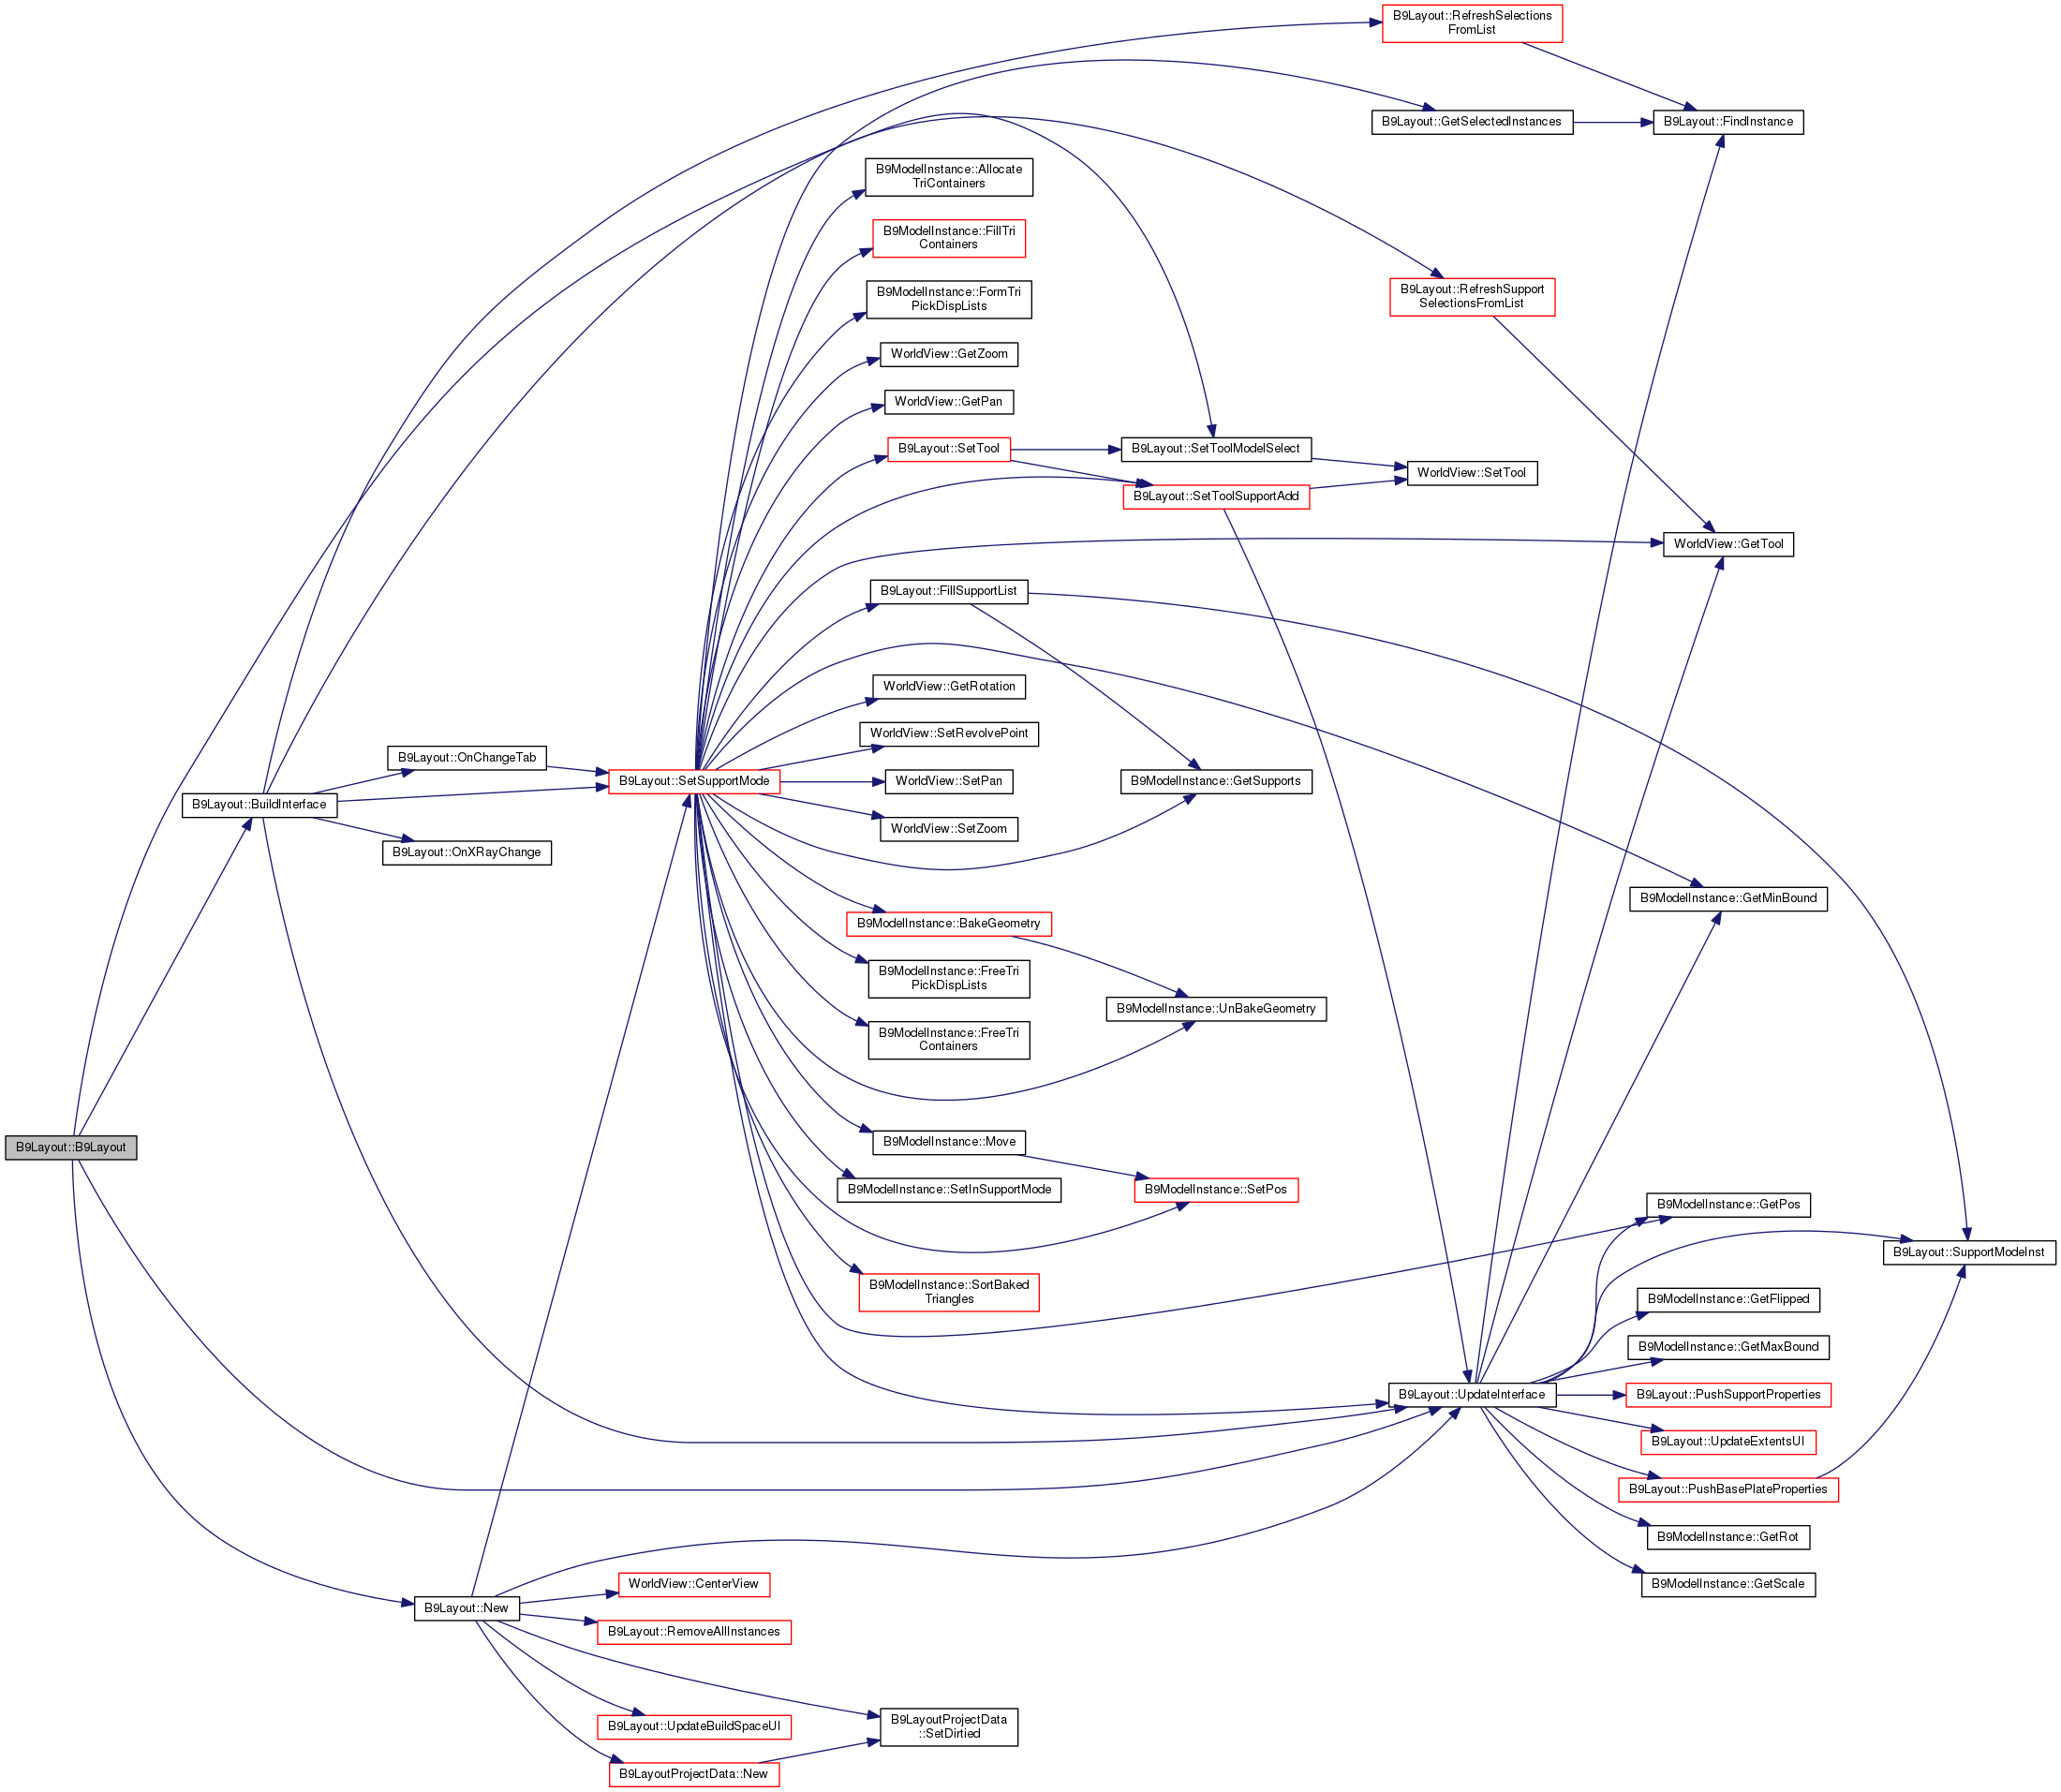 B9Layout::RefreshSelections
FromList
B9Layout::GetSelectedInstances
B9Layout::FindInstance
B9ModelInstance::Allocate
TriContainers
B9ModelInstance::FillTri
Containers
B9ModelInstance::FormTri
PickDispLists
B9Layout::RefreshSupport
SelectionsFromList
WorldView::GetZoom
WorldView::GetPan
B9Layout::SetTool
B9Layout::SetToolModelSelect
WorldView::SetTool
B9Layout::SetToolSupportAdd
WorldView::GetTool
B9Layout::FillSupportList
WorldView::GetRotation
WorldView::SetRevolvePoint
B9Layout::OnChangeTab
B9Layout::SetSupportMode
WorldView::SetPan
B9ModelInstance::GetSupports
B9Layout::BuildInterface
WorldView::SetZoom
B9Layout::OnXRayChange
B9ModelInstance::GetMinBound
B9ModelInstance::BakeGeometry
B9ModelInstance::FreeTri
PickDispLists
B9ModelInstance::UnBakeGeometry
B9ModelInstance::FreeTri
Containers
B9Layout::B9Layout
B9ModelInstance::Move
B9ModelInstance::SetInSupportMode
B9ModelInstance::SetPos
B9ModelInstance::GetPos
B9Layout::SupportModeInst
B9ModelInstance::SortBaked
Triangles
B9ModelInstance::GetFlipped
B9ModelInstance::GetMaxBound
B9Layout::UpdateInterface
B9Layout::PushSupportProperties
B9Layout::UpdateExtentsUI
B9Layout::PushBasePlateProperties
B9ModelInstance::GetRot
B9ModelInstance::GetScale
WorldView::CenterView
B9Layout::New
B9Layout::RemoveAllInstances
B9Layout::UpdateBuildSpaceUI
B9LayoutProjectData
::SetDirtied
B9LayoutProjectData::New